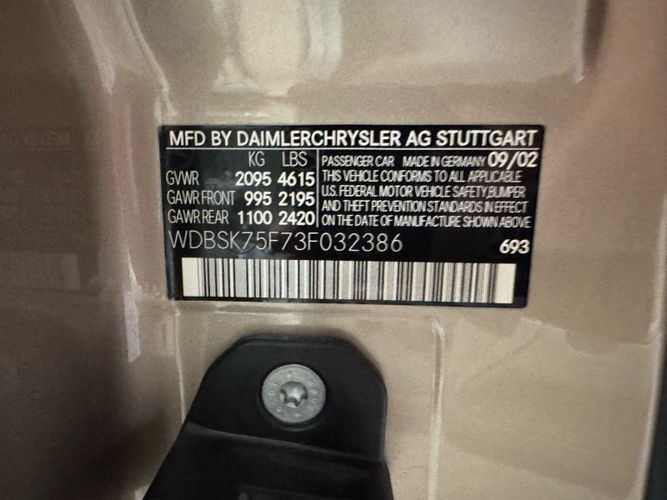 MFD BY DAIMLERCHRYSLER AG STUTTGART
KG LBS
GVWR 2095 4615
GAWR FRONT 995 2195
GAWR REAR 1100 2420
PASSENGER CAR MADE IN GERMANY 09/02
THIS VEHICLE CONFORMS TO ALL APPLICABLE
U.S. FEDERAL MOTOR VEHICLE SAFETY, BUMPER
AND THEFT PREVENTION STANDARDS IN EFFECT
ON THE DATE OF MANUFACTURE SHOWN ABOVE.
WDBSK75F73F032386
693